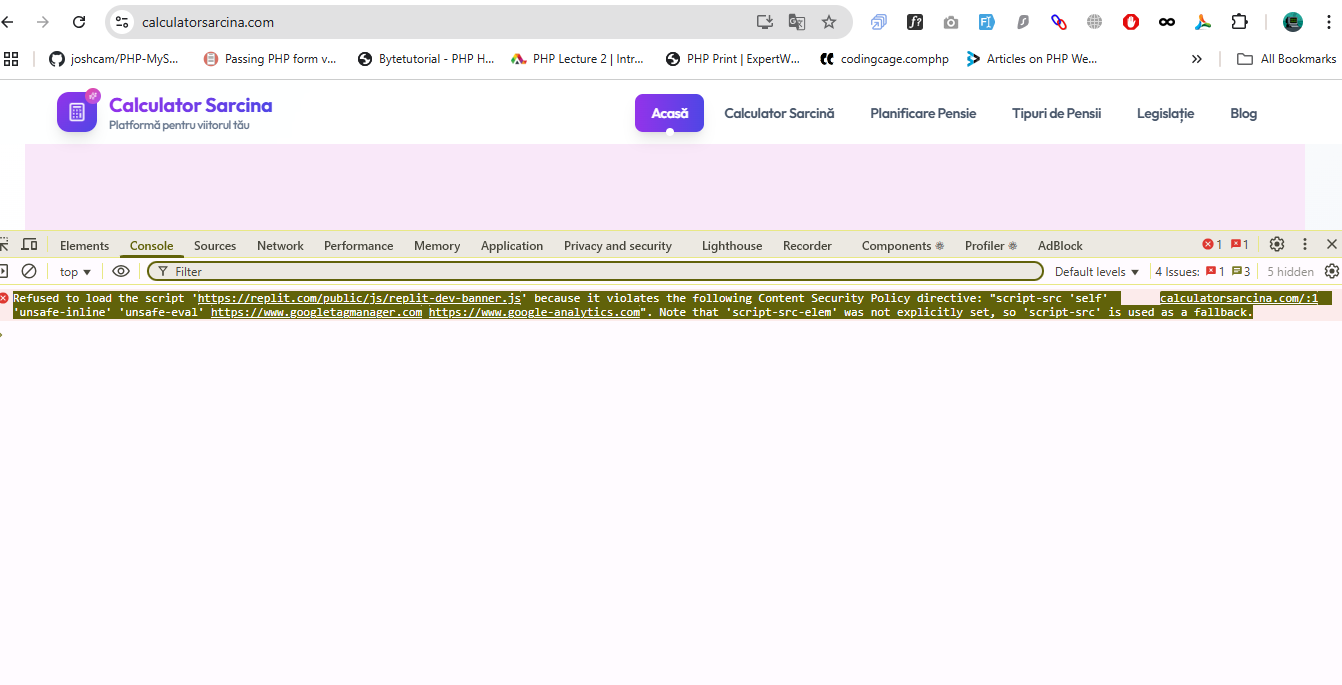 calculatorsarcina.com
joshcam/PHP-MyS...
Passing PHP form v...
Bytetutorial - PHP H...
PHP Lecture 2 | Intr...
PHP Print | ExpertW...
codingcage.comphp
Articles on PHP We...
All Bookmarks
Calculator Sarcina
Platformă pentru viitorul tău
Acasă
Calculator Sarcină
Planificare Pensie
Tipuri de Pensii
Legislație
Blog
Elements
Console
Sources
Network
Performance
Memory
Application
Privacy and security
Lighthouse
Recorder
Components
Profiler
AdBlock
1
1
top
Filter
Default levels
4 Issues:
1
3
5 hidden
Refused to load the script 'https://replit.com/public/js/replit-dev-banner.js' because it violates the following Content Security Policy directive: "script-src 'self'
calculatorsarcina.com/:1
'unsafe-inline' 'unsafe-eval' https://www.googletagmanager.com https://www.google-analytics.com". Note that 'script-src-elem' was not explicitly set, so 'script-src' is used as a fallback.